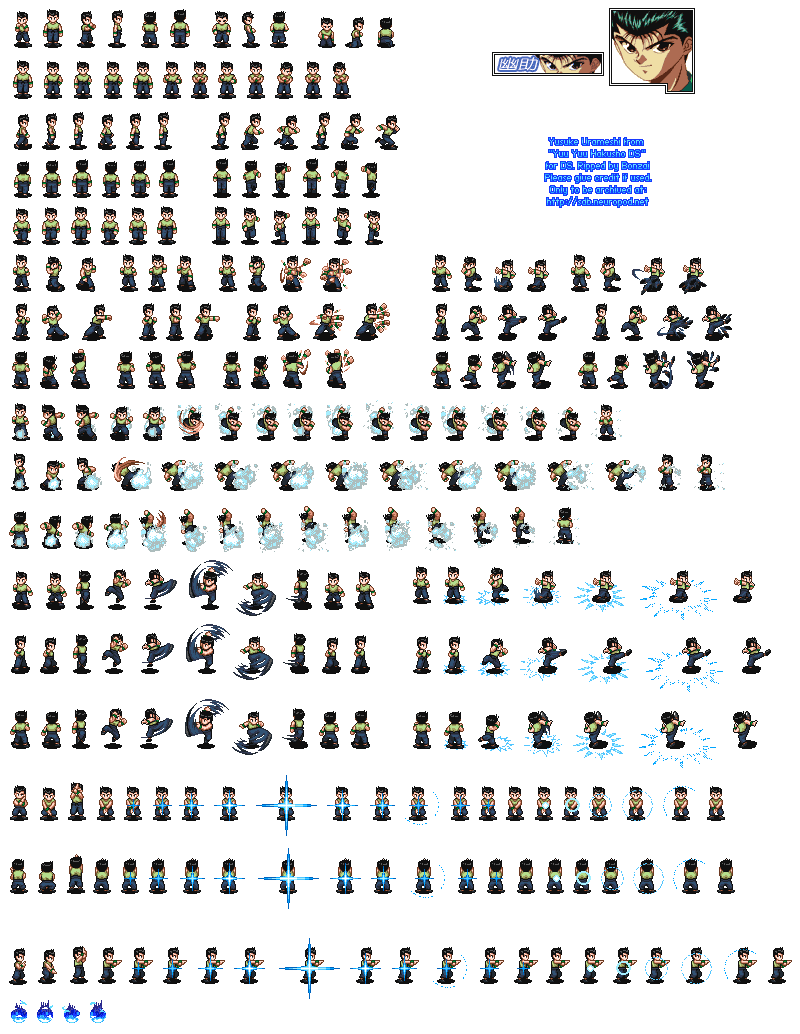 幽助
Yusuke Urameshi from
"Yuu Yuu Hakusho DS"
for DS. Ripped by Banzai
Please give credit if used.
Only to be archived at:
http://sdb.neuropod.net